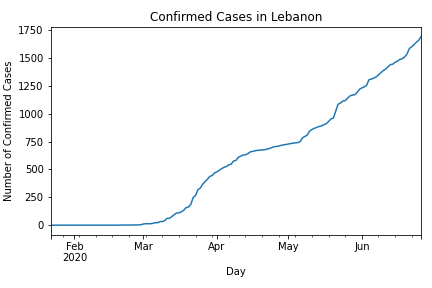 Confirmed Cases in Lebanon
Number of Confirmed Cases
1750
1500
1250
1000
750
500
250
0
Feb Mar Apr May Jun
2020
Day